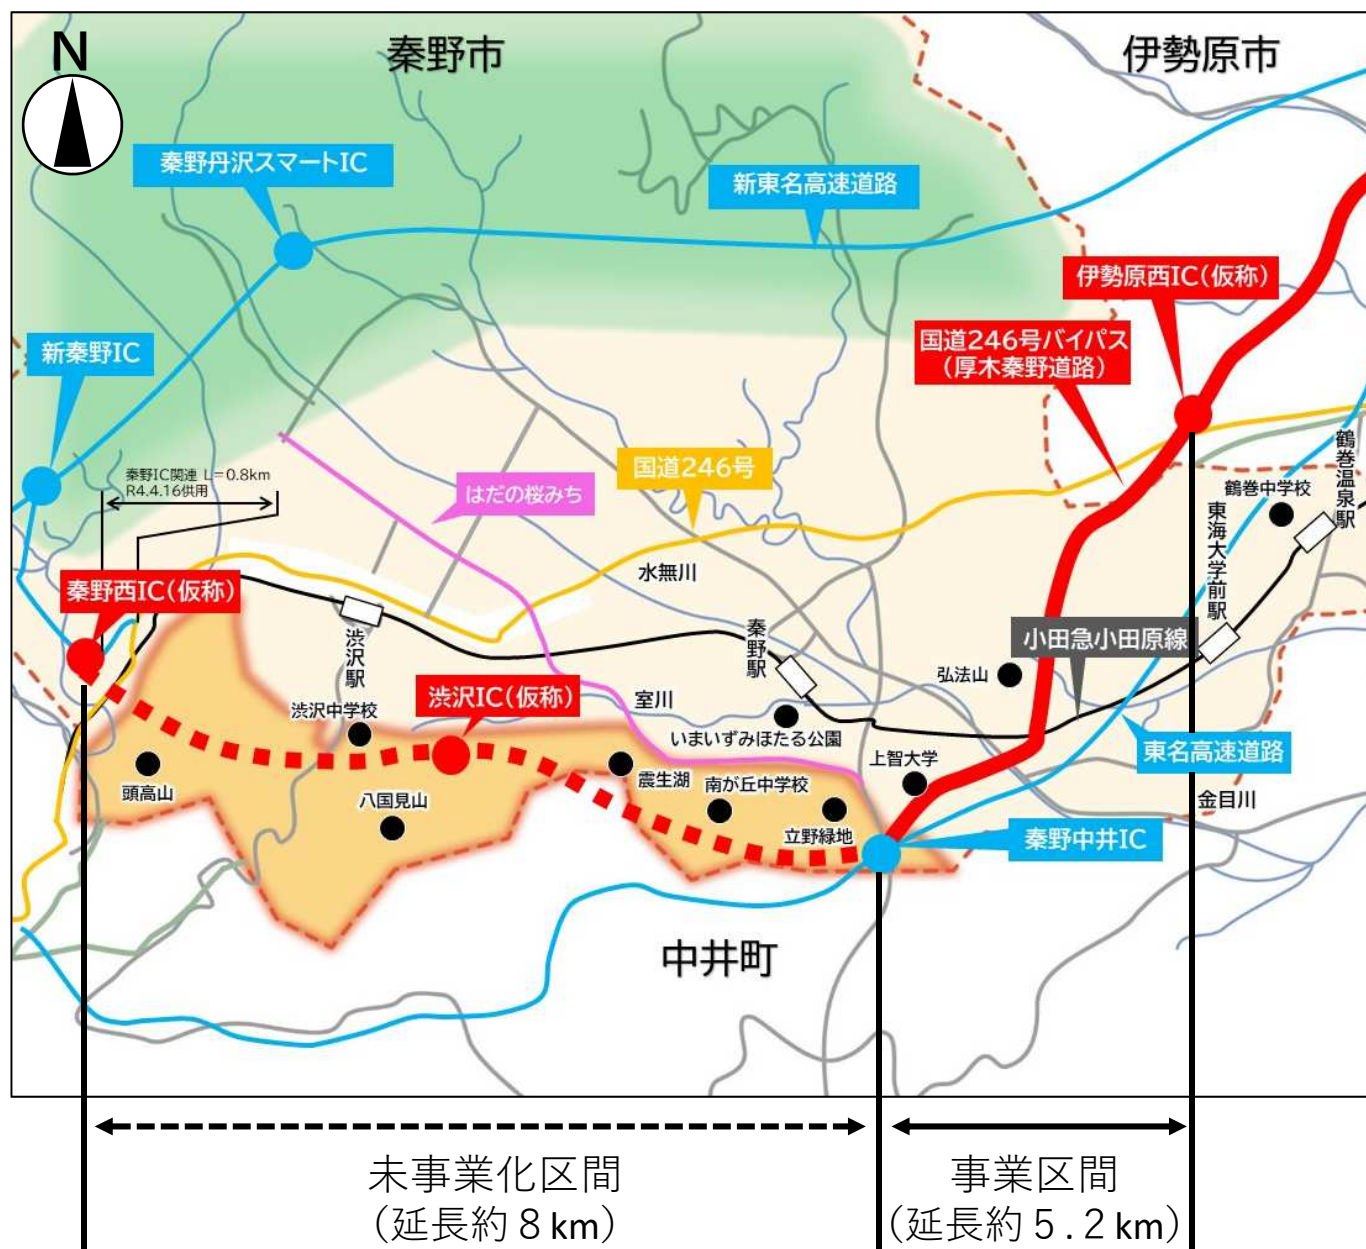 N
秦野市
伊勢原市
秦野丹沢スマートIC
新東名高速道路
伊勢原西IC(仮称)
新秦野IC
国道246号バイパス
(厚木秦野道路)
秦野IC関連 L=0.8km
R4.4.16供用
はだの桜みち
国道246号
鶴巻中学校
鶴巻温泉駅
東海大学前駅
水無川
秦野西IC(仮称)
渋沢駅
秦野駅
小田急小田原線
弘法山
渋沢IC(仮称)
室川
渋沢中学校
いまいずみほたる公園
上智大学
東名高速道路
頭高山
八国見山
震生湖
南が丘中学校
立野緑地
金目川
秦野中井IC
中井町
未事業化区間
(延長約8km)
事業区間
(延長約5.2km)